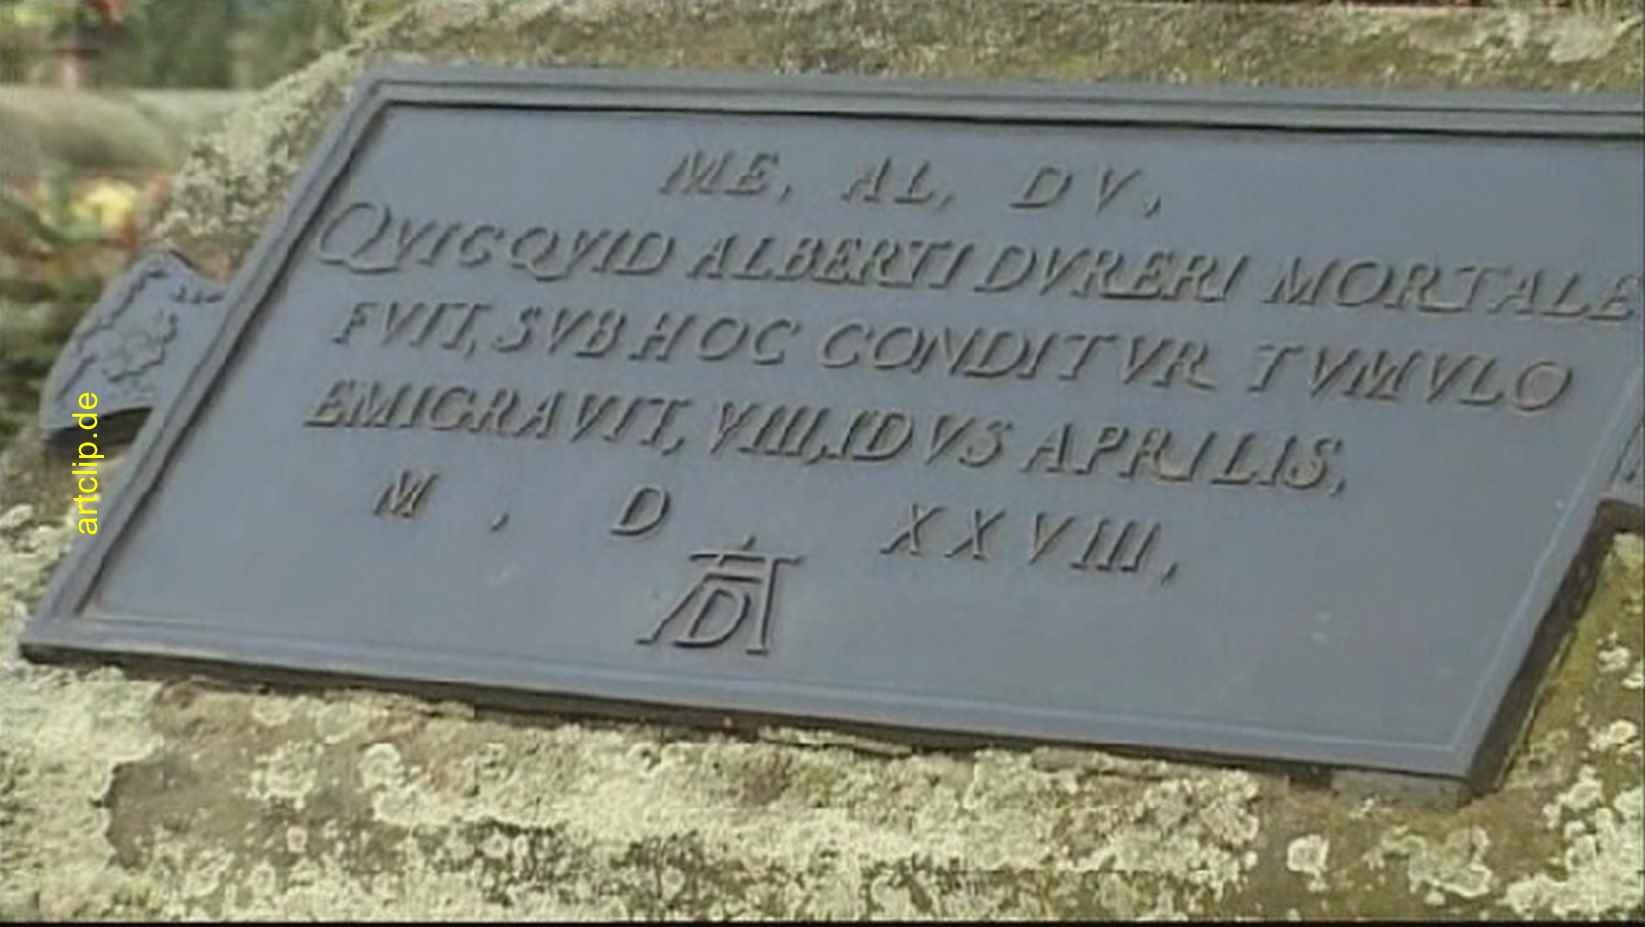 ME, AL, DV,
QVICQVID ALBERTI DVRERI MORTALE
FVIT, SVB HOC CONDITVR TVMVLO
EMIGRAVIT, VIII, IDVS APRILIS,
M, D, XXVIII,
AD
artclip.de